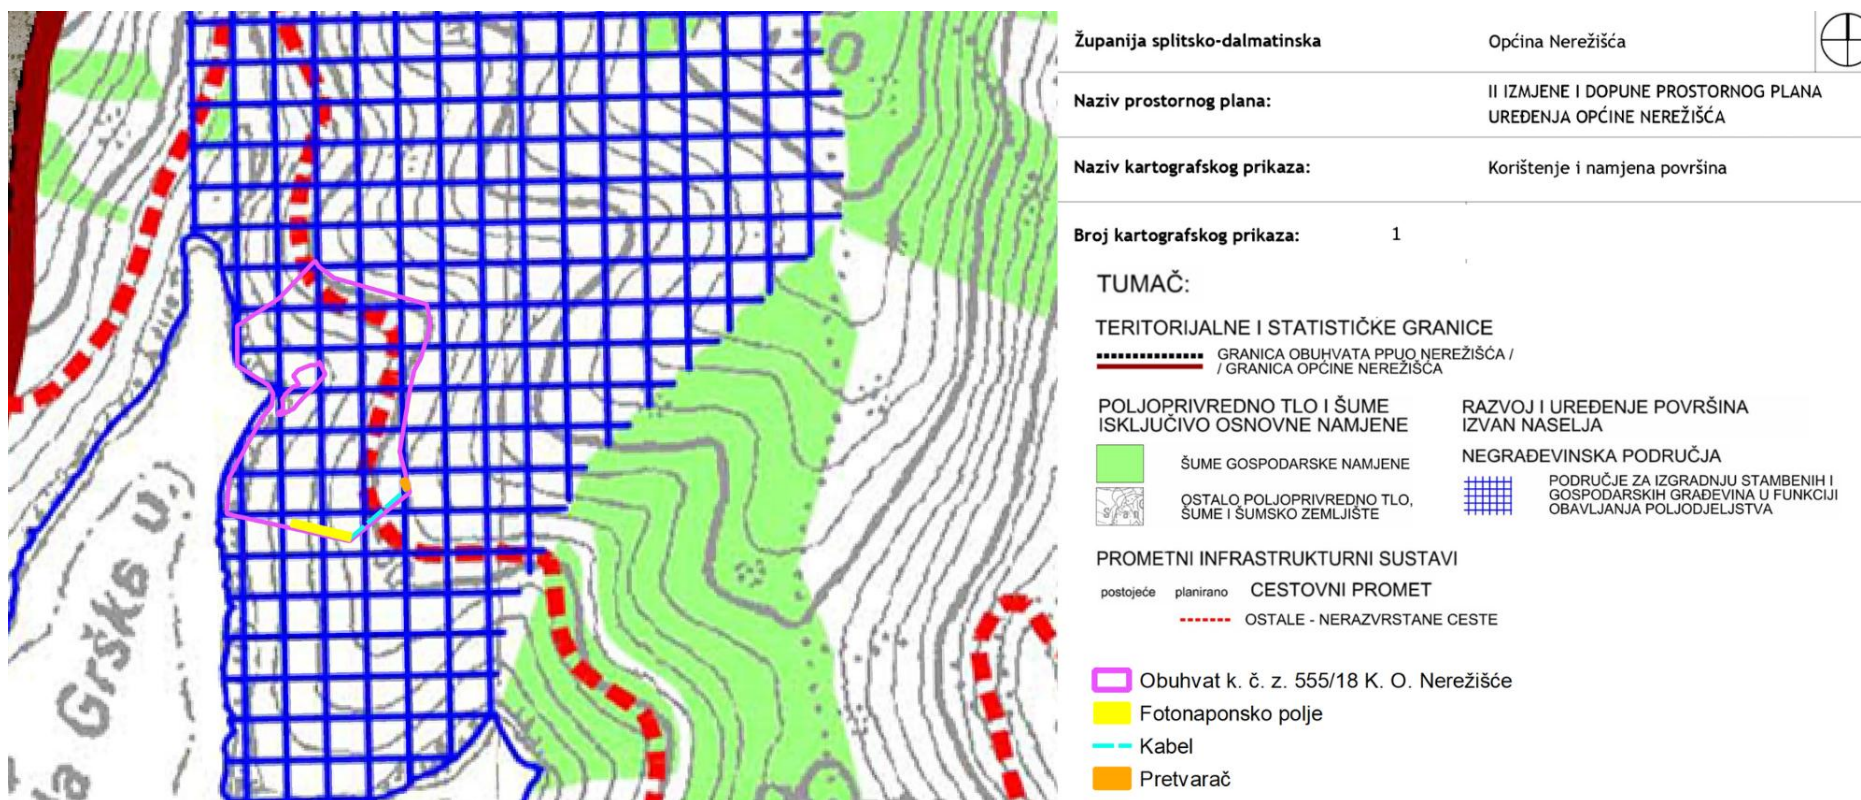 70
Grška u.
la
Županija splitsko-dalmatinska
Općina Nerežišća
Naziv prostornog plana:
II IZMJENE I DOPUNE PROSTORNOG PLANA
UREĐENJA OPĆINE NEREŽIŠĆA
Naziv kartografskog prikaza:
Korištenje i namjena površina
Broj kartografskog prikaza:
1
TUMAČ:
TERITORIJALNE I STATISTIČKE GRANICE
GRANICA OBUHVATA PPUO NEREŽIŠĆA /
/ GRANICA OPĆINE NEREŽIŠĆA
POLJOPRIVREDNO TLO I ŠUME
ISKLJUČIVO OSNOVNE NAMJENE
ŠUME GOSPODARSKE NAMJENE
OSTALO POLJOPRIVREDNO TLO,
ŠUME I ŠUMSKO ZEMLJIŠTE
RAZVOJ I UREĐENJE POVRŠINA
IZVAN NASELJA
NEGRAĐEVINSKA PODRUČJA
PODRUČJE ZA IZGRADNJU STAMBENIH I
GOSPODARSKIH GRAĐEVINA U FUNKCIJI
OBAVLJANJA POLJODJELJSTVA
PROMETNI INFRASTRUKTURNI SUSTAVI
postojeće planirano CESTOVNI PROMET
OSTALE - NERAZVRSTANE CESTE
Obuhvat k. č. z. 555/18 K. O. Nerežišće
Fotonaponsko polje
Kabel
Pretvarač